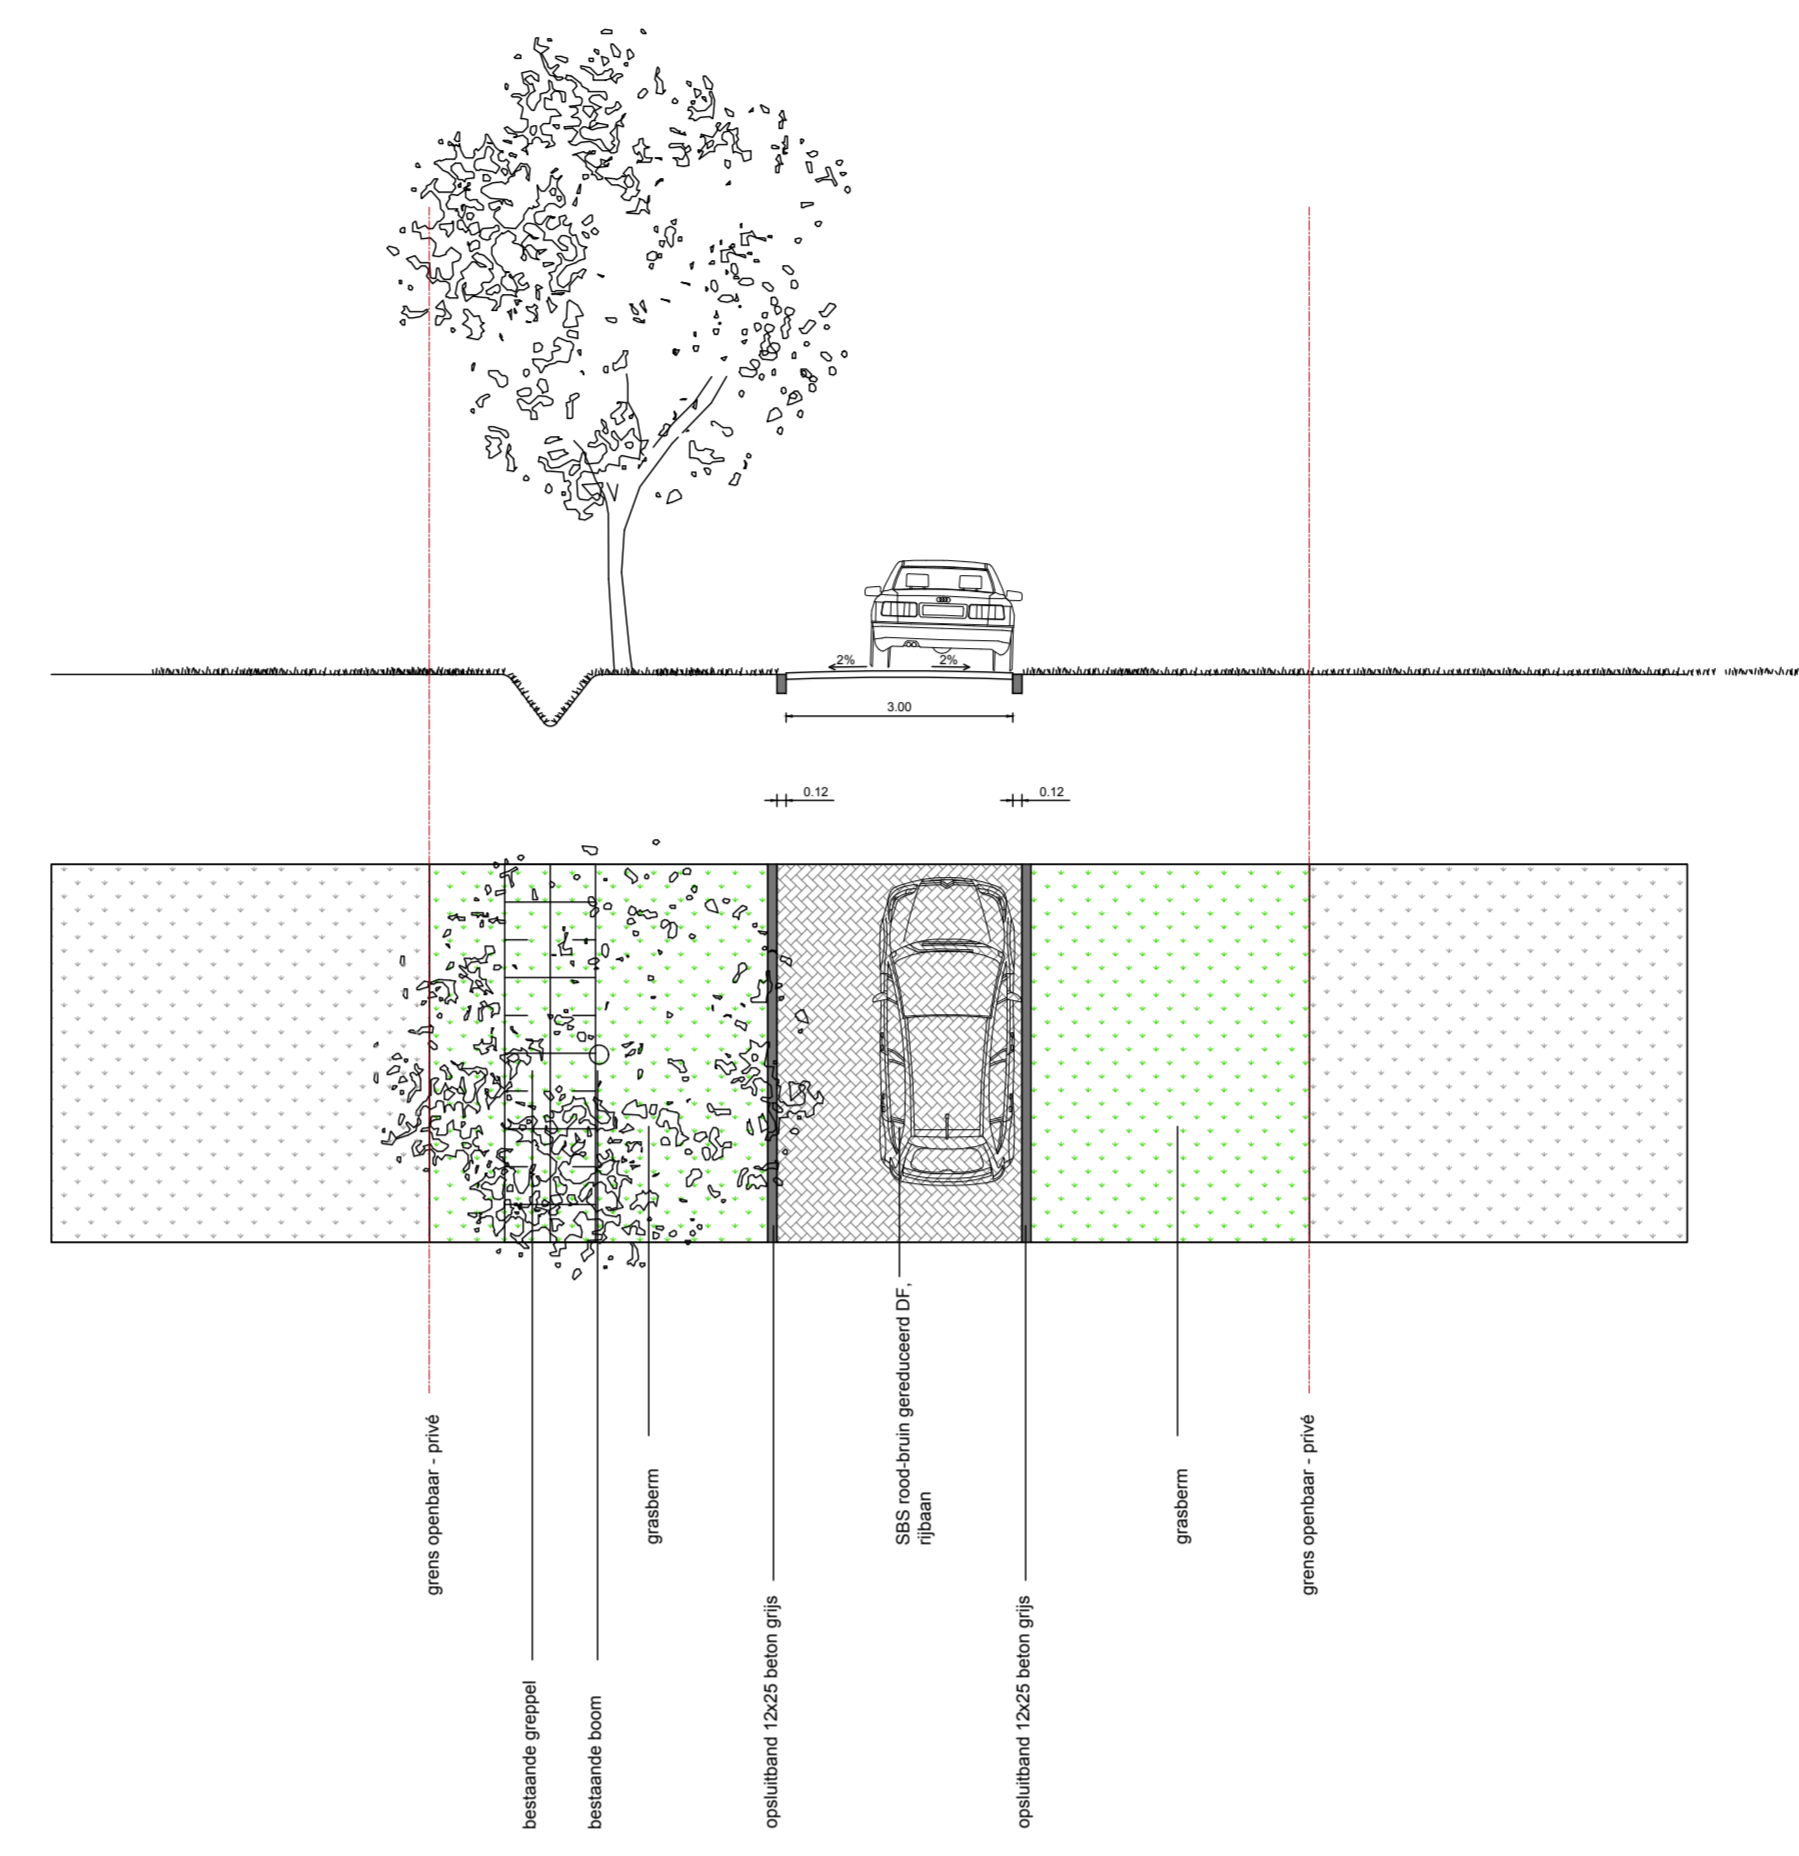 2%
2%
3.00
0.12
0.12
grens openbaar - privé
bestaande greppel
bestaande boom
grasberm
opsluitband 12x25 beton grijs
SBS rood-bruin gereduceerd DF,
rijbaan
opsluitband 12x25 beton grijs
grasberm
grens openbaar - privé